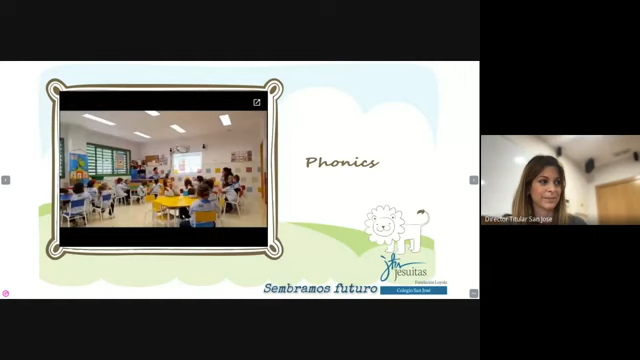 Phonics
jesuitas
Fundación Loyola
Colegio San José
Sembramos futuro
Director Titular San Jose